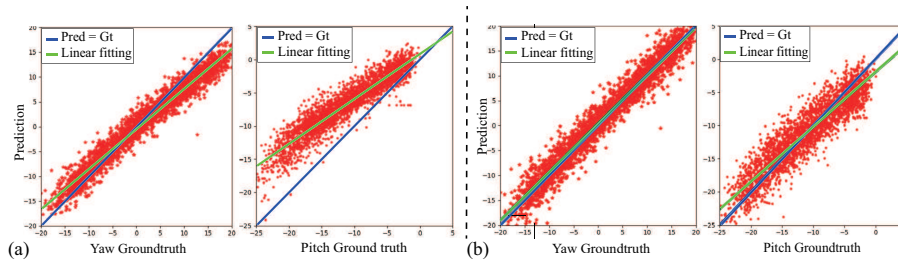 Pred = Gt
Linear fitting
Prediction
20
15
10
5
0
−5
−10
−15
−20
−20 −15 −10 −5 0 5 10 15 20
Yaw Groundtruth
(a)
Pred = Gt
Linear fitting
5
0
−5
−10
−15
−20
−25
−25 −20 −15 −10 −5 0 5
Pitch Ground truth
Pred = Gt
Linear fitting
Prediction
20
15
10
5
0
−5
−10
−15
−20
−20 −15 −10 −5 0 5 10 15 20
Yaw Groundtruth
(b)
Pred = Gt
Linear fitting
5
0
−5
−10
−15
−20
−25
−25 −20 −15 −10 −5 0
Pitch Groundtruth